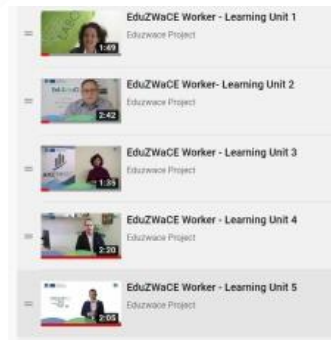 EduZWaCE Worker - Learning Unit 1
Eduzwace Project
1:49
EduZWaCE Worker- Learning Unit 2
Eduzwace Project
2:42
EduZWaCE Worker - Learning Unit 3
Eduzwace Project
1:35
EduZWaCE Worker - Learning Unit 4
Eduzwace Project
2:20
EduZWaCE Worker - Learning Unit 5
Eduzwace Project
2:05